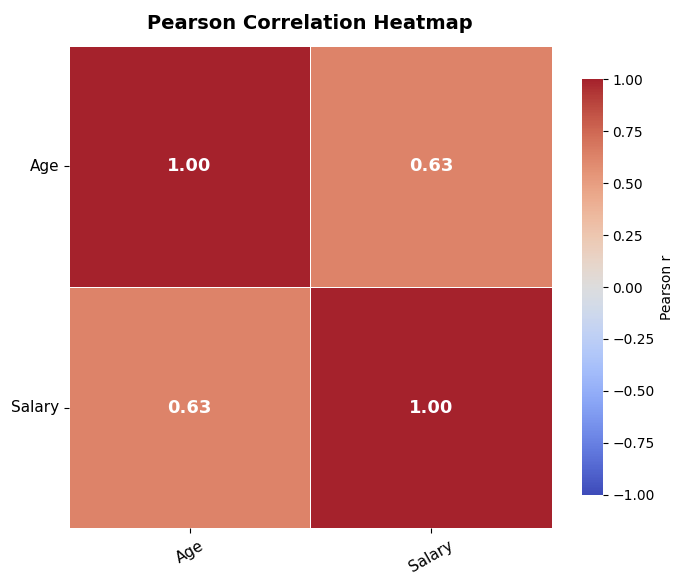 Pearson Correlation Heatmap
Age
1.00
0.63
Salary
0.63
1.00
Age
Salary
1.00
0.75
0.50
0.25
0.00
−0.25
−0.50
−0.75
−1.00
Pearson r